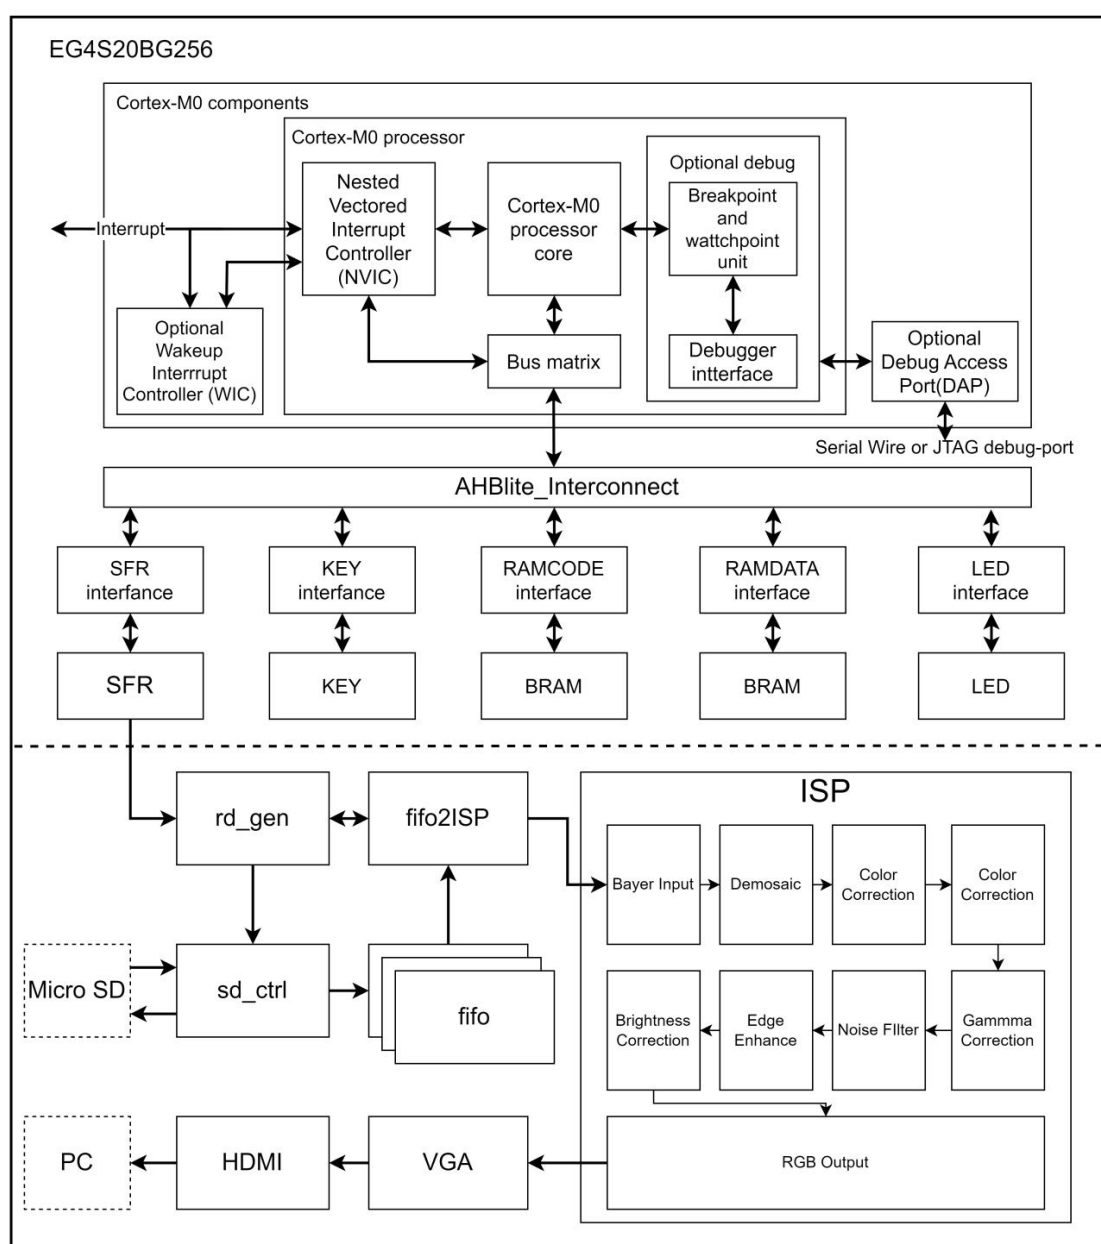 EG4S20BG256
Cortex-M0 components
Cortex-M0 processor
Nested
Vectored
Interrupt
Controller
(NVIC)
Cortex-M0
processor
core
Optional debug
Breakpoint
and
wattchpoint
unit
Interrupt
Optional
Wakeup
Interrrupt
Controller (WIC)
Bus matrix
Debugger
intterface
Optional
Debug Access
Port(DAP)
Serial Wire or JTAG debug-port
AHBlite_Interconnect
SFR
interfance
KEY
interfance
RAMCODE
interface
RAMDATA
interface
LED
interface
SFR
KEY
BRAM
BRAM
LED
rd_gen
fifo2ISP
ISP
Bayer Input
Demosaic
Color
Correction
Color
Correction
Micro SD
sd_ctrl
fifo
Brightness
Correction
Edge
Enhance
Noise FIlter
Gammma
Correction
PC
HDMI
VGA
RGB Output